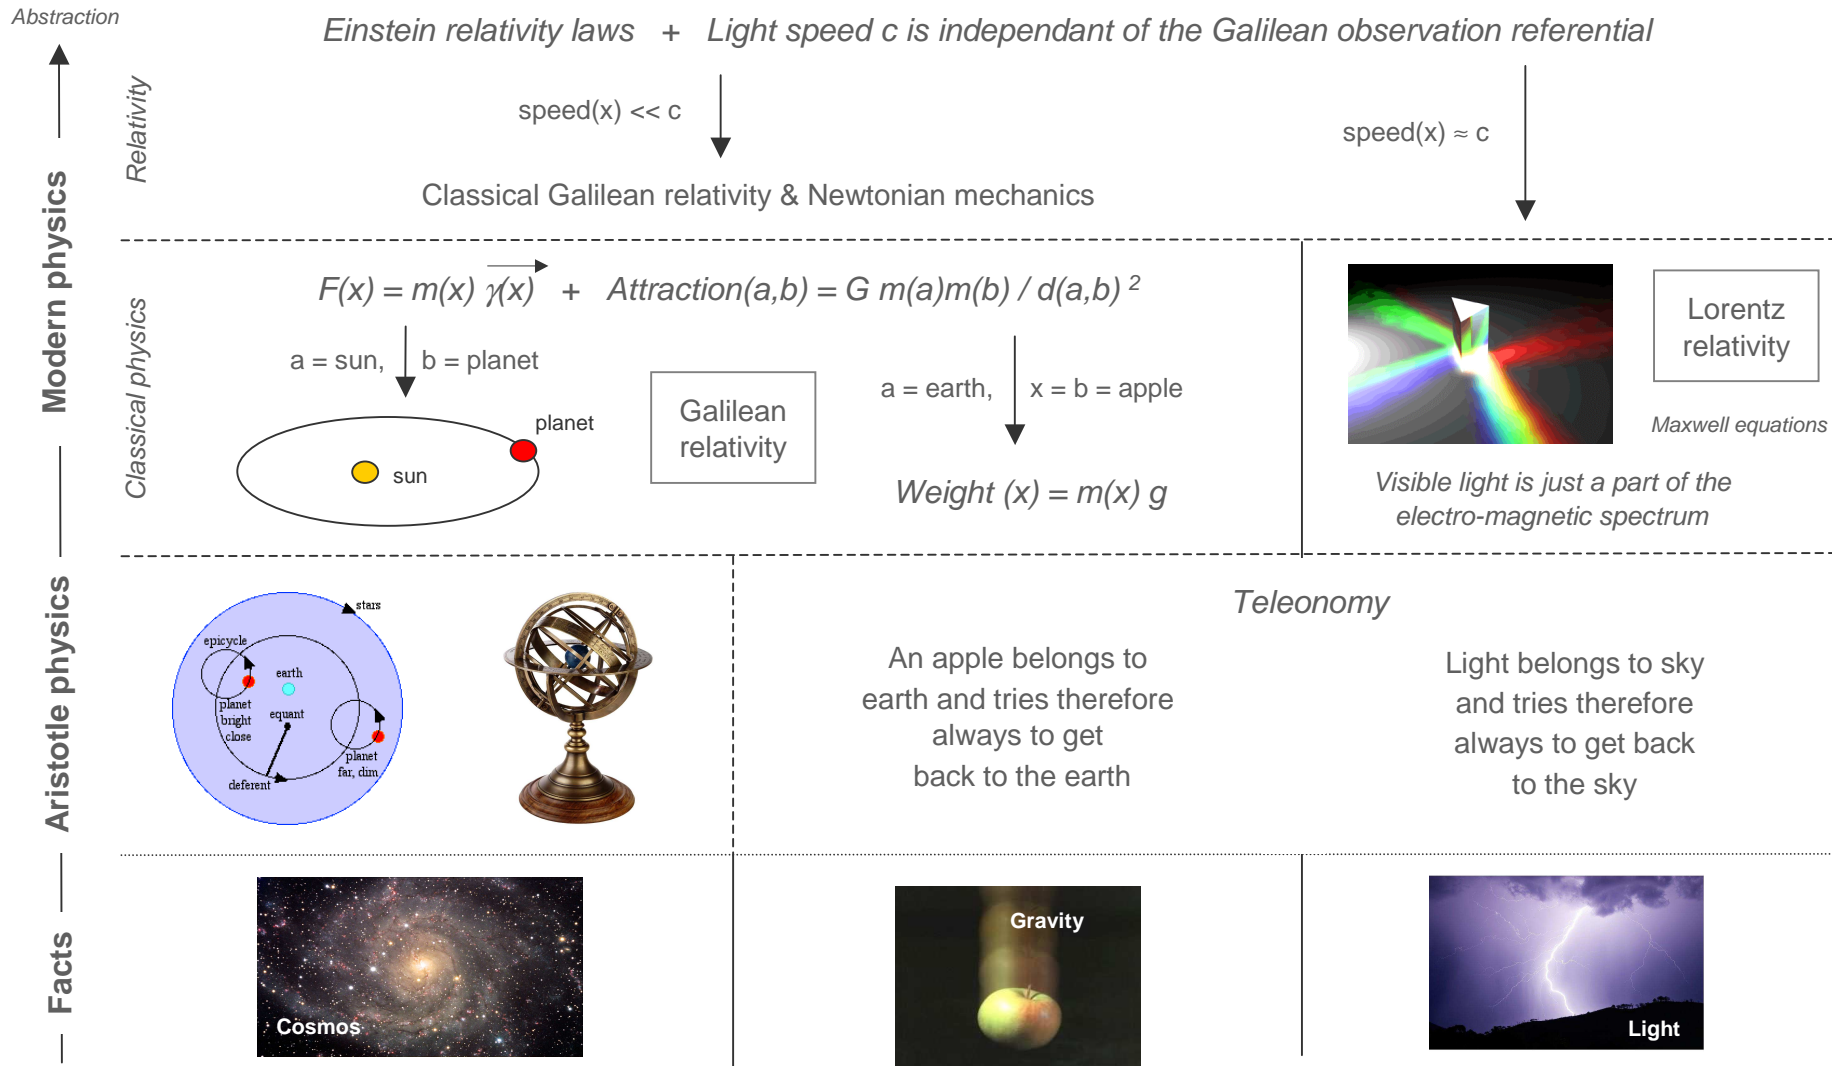 Abstraction
Einstein relativity laws + Light speed c is independant of the Galilean observation referential
speed(x) << c
speed(x) ≈ c
Relativity
Classical Galilean relativity & Newtonian mechanics
Modern physics
Classical physics
F(x) = m(x) γ(x) + Attraction(a,b) = G m(a)m(b) / d(a,b) ²
a = sun, b = planet
planet
sun
Galilean
relativity
a = earth, x = b = apple
Weight (x) = m(x) g
Lorentz
relativity
Maxwell equations
Visible light is just a part of the
electro-magnetic spectrum
Aristotle physics
stars
epicycle
earth
planet
bright
close
equant
planet
far, dim
deferent
Teleonomy
An apple belongs to
earth and tries therefore
always to get
back to the earth
Light belongs to sky
and tries therefore
always to get back
to the sky
Facts
Cosmos
Gravity
Light